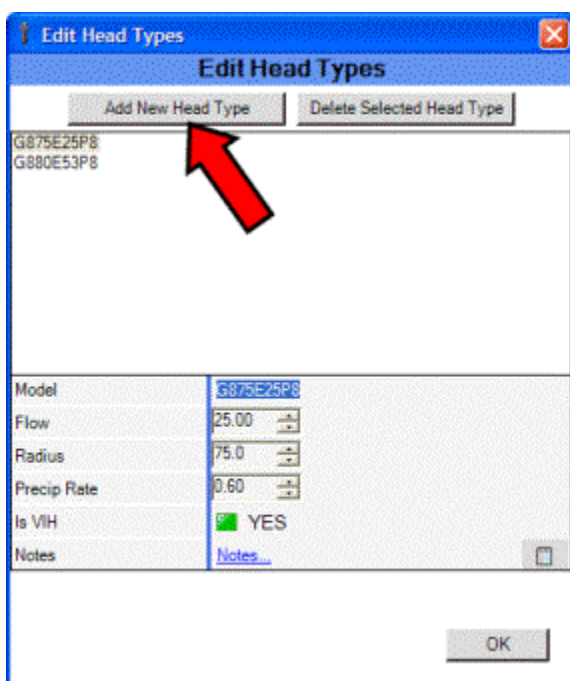 Edit Head Types
Edit Head Types
Add New Head Type Delete Selected Head Type
G875E25P8
G880E53P8
Model G875E25P8
Flow 25.00
Radius 75.0
Precip Rate 0.60
Is VIH YES
Notes Notes...
OK